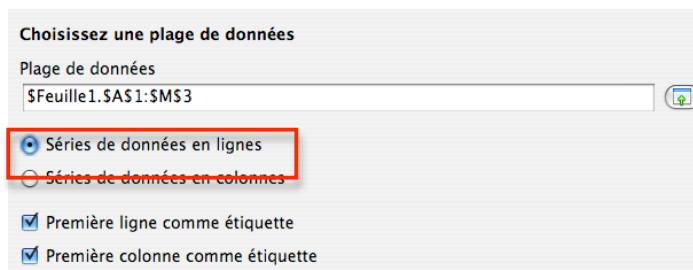 Choisissez une plage de données
Plage de données
$Feuille1.$A$1:$M$3
Séries de données en lignes
Séries de données en colonnes
Première ligne comme étiquette
Première colonne comme étiquette